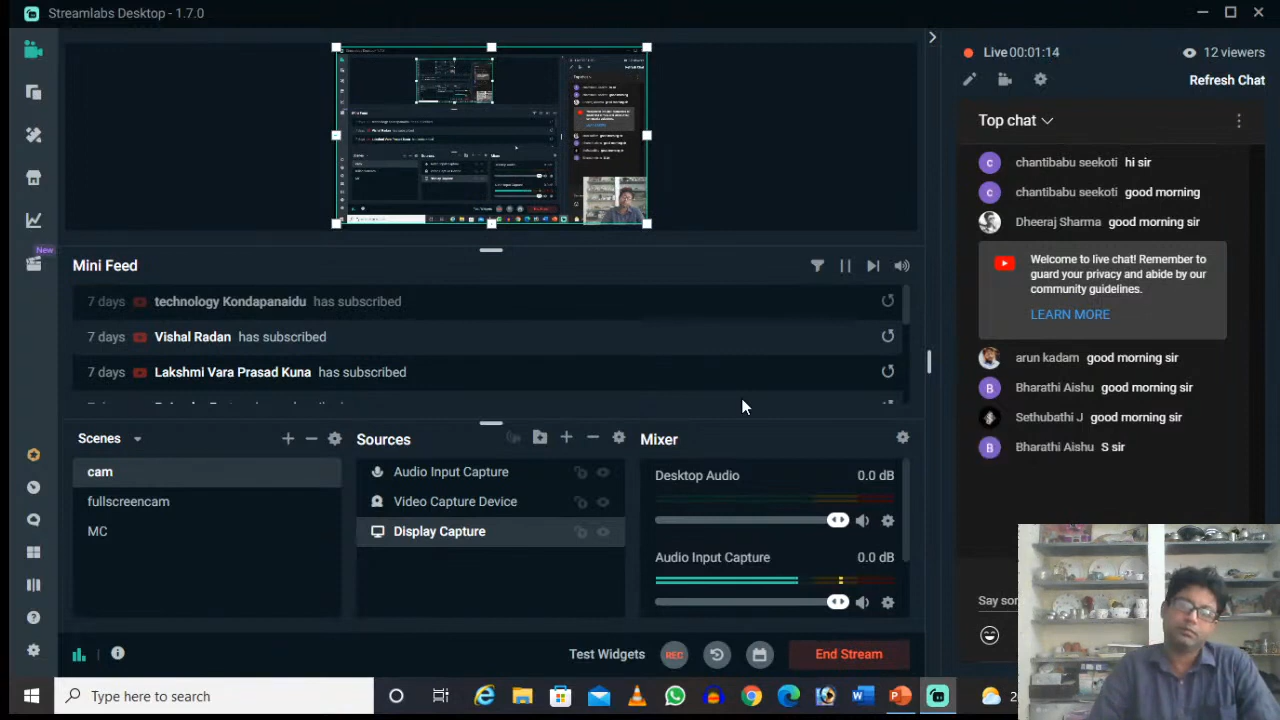 Streamlabs Desktop - 1.7.0
Live 00:01:14
12 viewers
Refresh Chat
Top chat
chantibabu seekoti hi sir
chantibabu seekoti good morning
Dheeraj Sharma good morning sir
Welcome to live chat! Remember to
guard your privacy and abide by our
community guidelines.
LEARN MORE
arun kadam good morning sir
Bharathi Aishu good morning sir
Sethubathi J good morning sir
Bharathi Aishu S sir
New
Mini Feed
7 days technology Kondapanaidu has subscribed
7 days Vishal Radan has subscribed
7 days Lakshmi Vara Prasad Kuna has subscribed
Scenes
cam
fullscreencam
MC
Sources
Audio Input Capture
Video Capture Device
Display Capture
Mixer
Desktop Audio 0.0 dB
Audio Input Capture 0.0 dB
Test Widgets
REC
End Stream
Type here to search